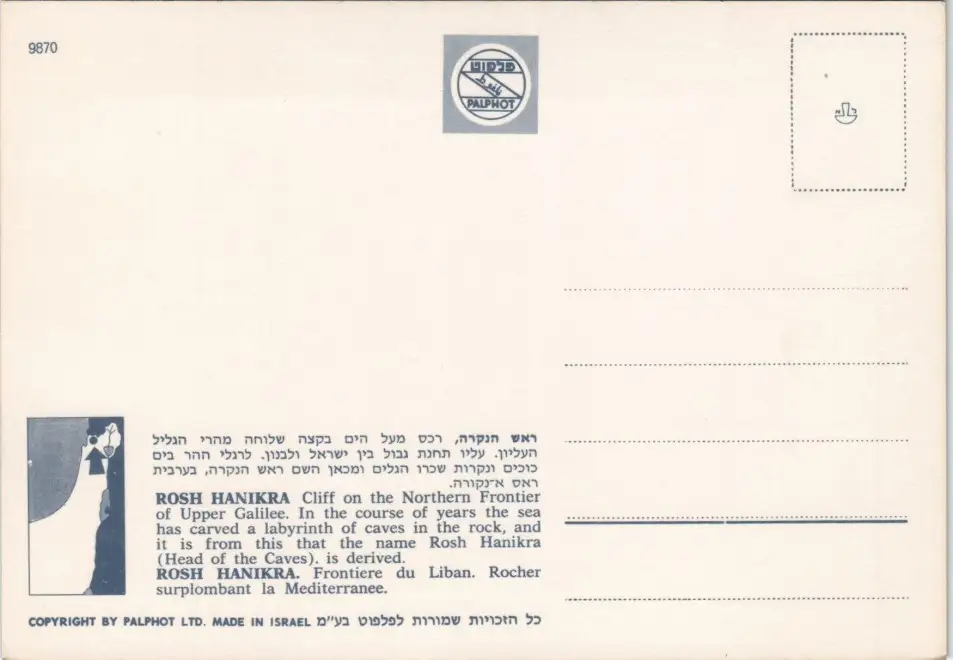 9870
פלפוט
PALPHOT
ראש הנקרה, רכס מעל הים בקצה שלוחה מהרי הגליל
העליון. עליו תחנת גבול בין ישראל ולבנון. לרגלי ההר בים
כוכים ונקרות שכרו הגלים ומכאן השם ראש הנקרה, בערבית
ראס א־נקורה.
ROSH HANIKRA Cliff on the Northern Frontier
of Upper Galilee. In the course of years the sea
has carved a labyrinth of caves in the rock, and
it is from this that the name Rosh Hanikra
(Head of the Caves). is derived.
ROSH HANIKRA. Frontiere du Liban. Rocher
surplombant la Mediterranee.
COPYRIGHT BY PALPHOT LTD. MADE IN ISRAEL כל הזכויות שמורות לפלפוט בע"מ